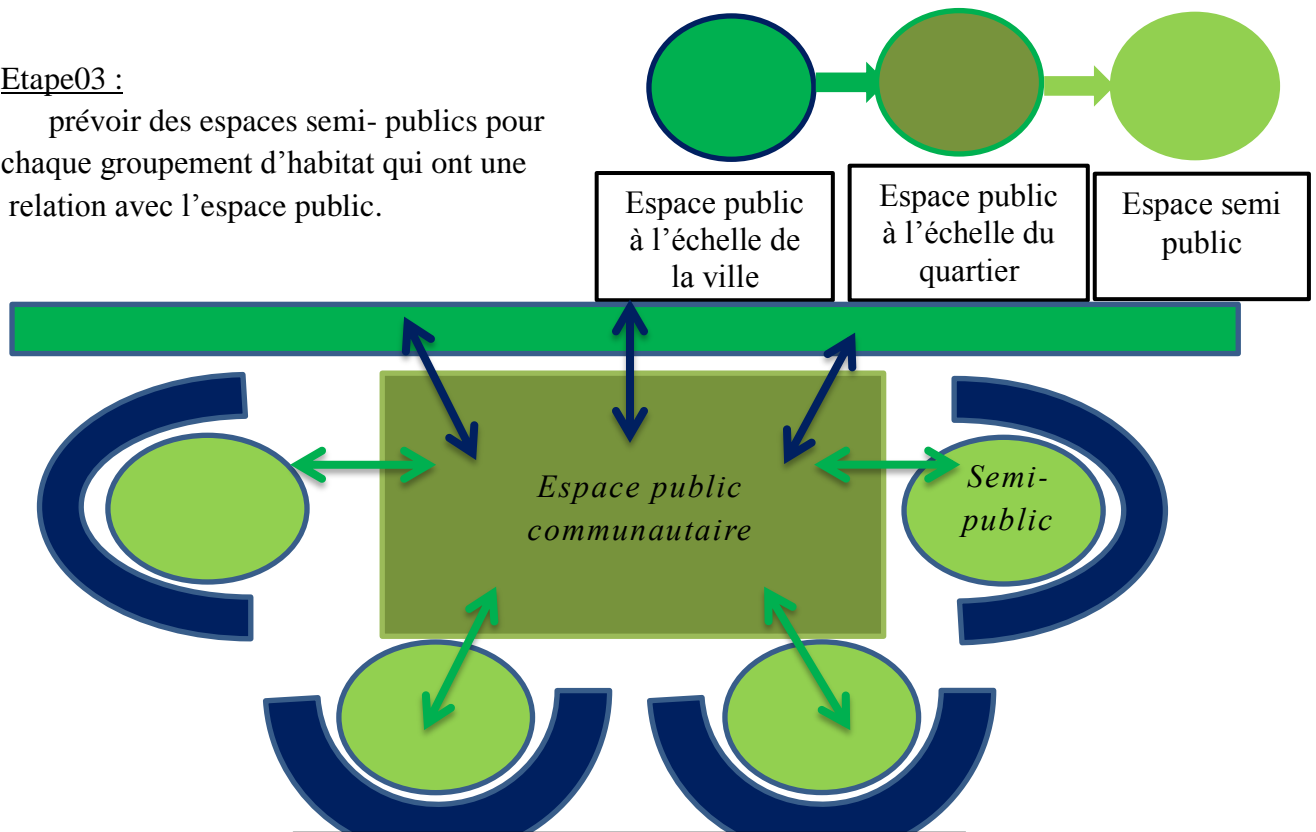 Etape03 :
prévoir des espaces semi- publics pour
chaque groupement d’habitat qui ont une
relation avec l’espace public.
Espace public
à l’échelle de
la ville
Espace public
à l’échelle du
quartier
Espace semi
public
Espace public
communautaire
Semi-
public